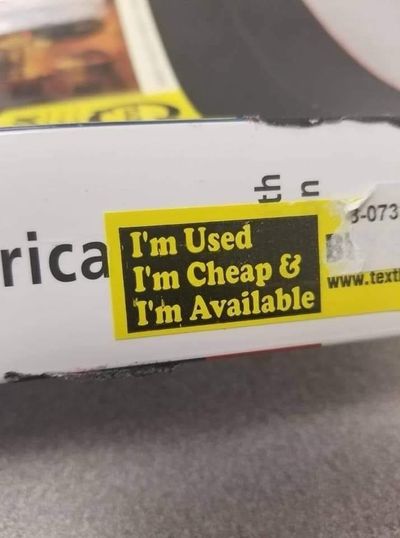 rica
th
n
I'm Used
I'm Cheap &
I'm Available
3-073
www.text